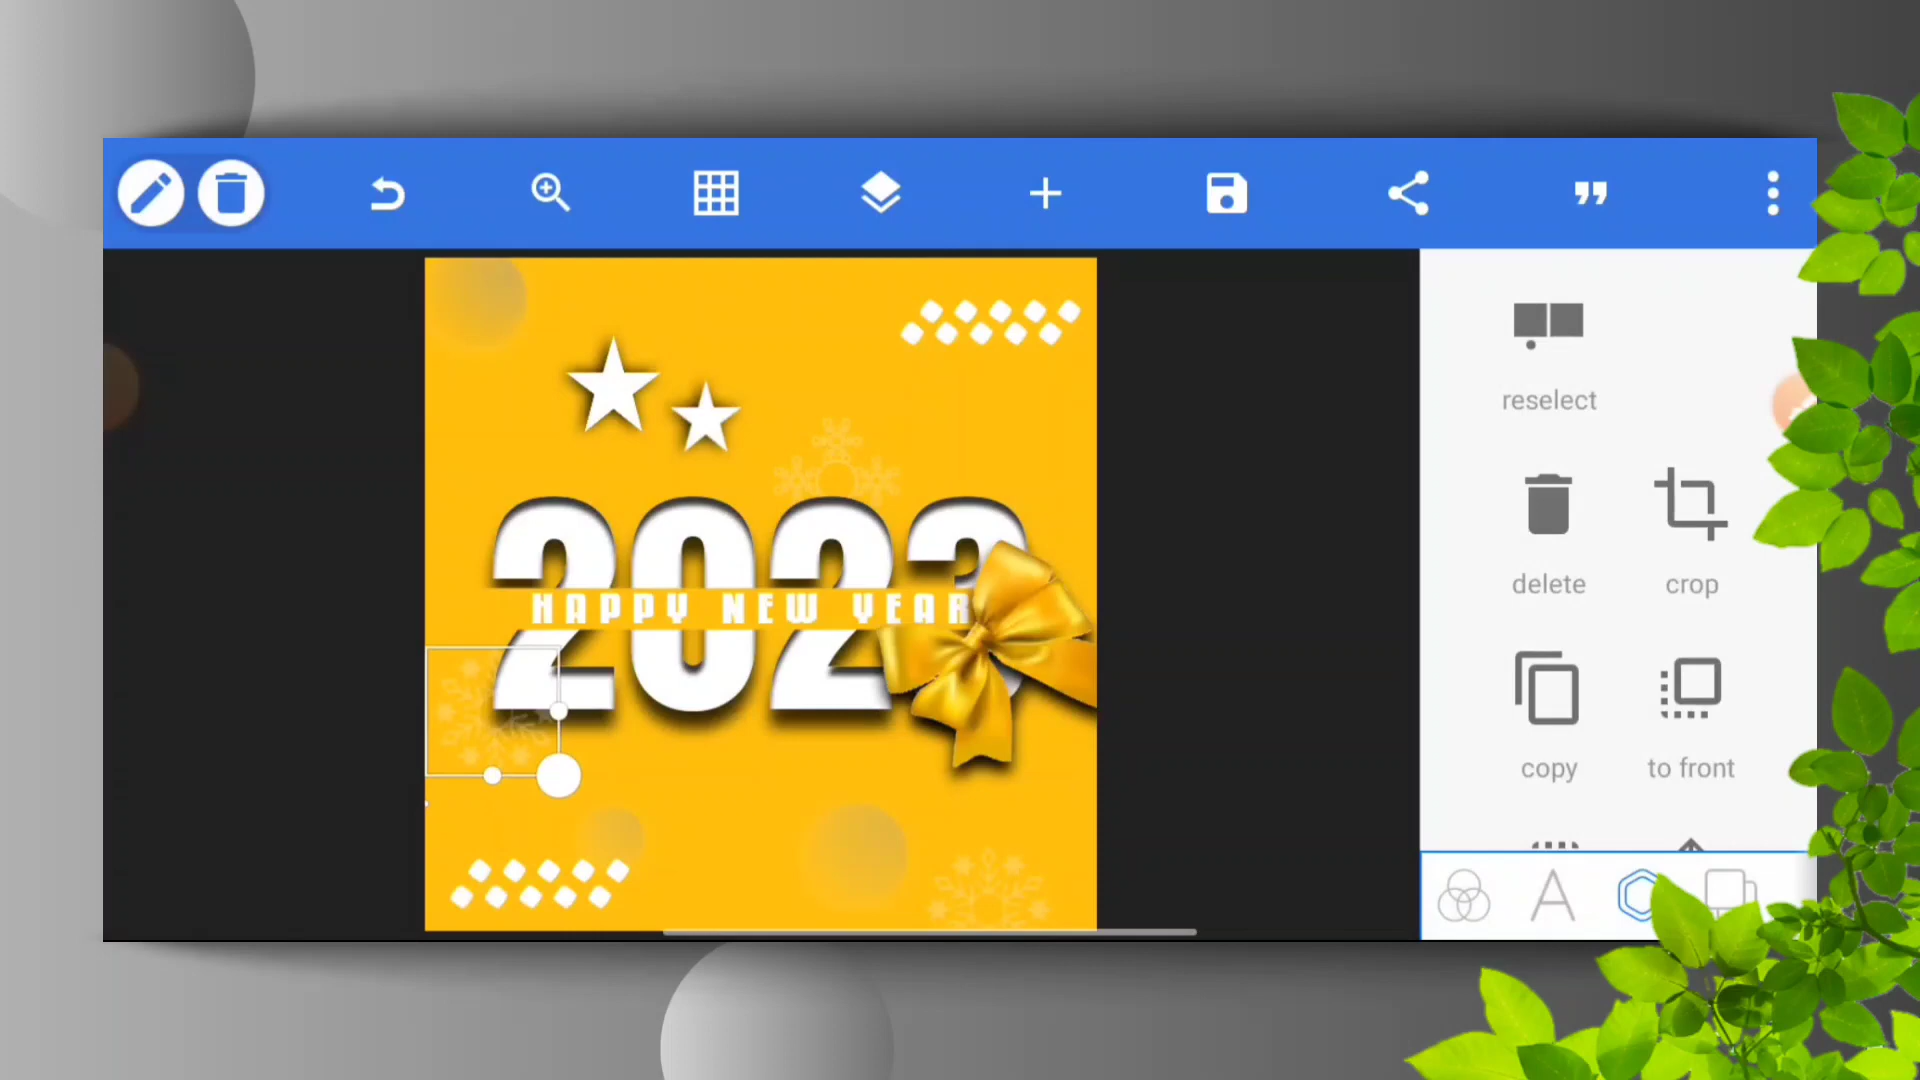 reselect
2023
HAPPY NEW YEAR
delete
crop
copy
to front
A